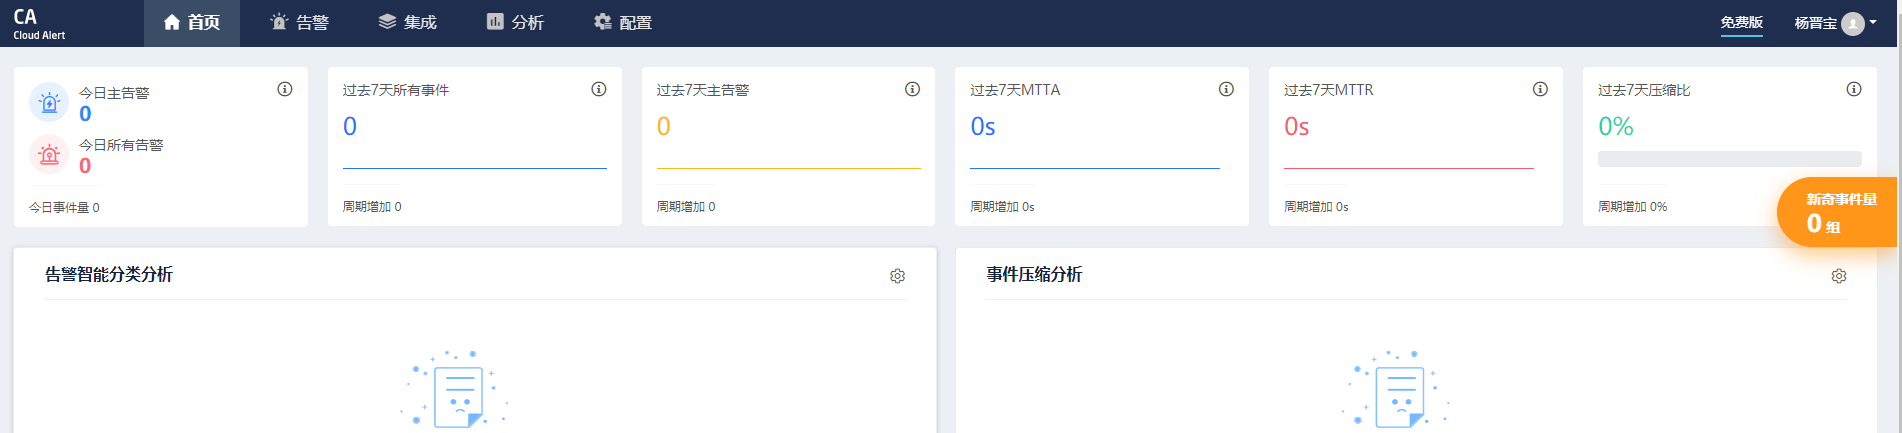 CA
Cloud Alert
首页
告警
集成
分析
配置
免费版
杨晋宝
今日主告警
0
今日所有告警
0
今日事件量 0
过去7天所有事件
0
周期增加 0
过去7天主告警
0
周期增加 0
过去7天MTTA
0s
周期增加 0s
过去7天MTTR
0s
周期增加 0s
过去7天压缩比
0%
周期增加 0%
新奇事件量
0 组
告警智能分类分析
事件压缩分析